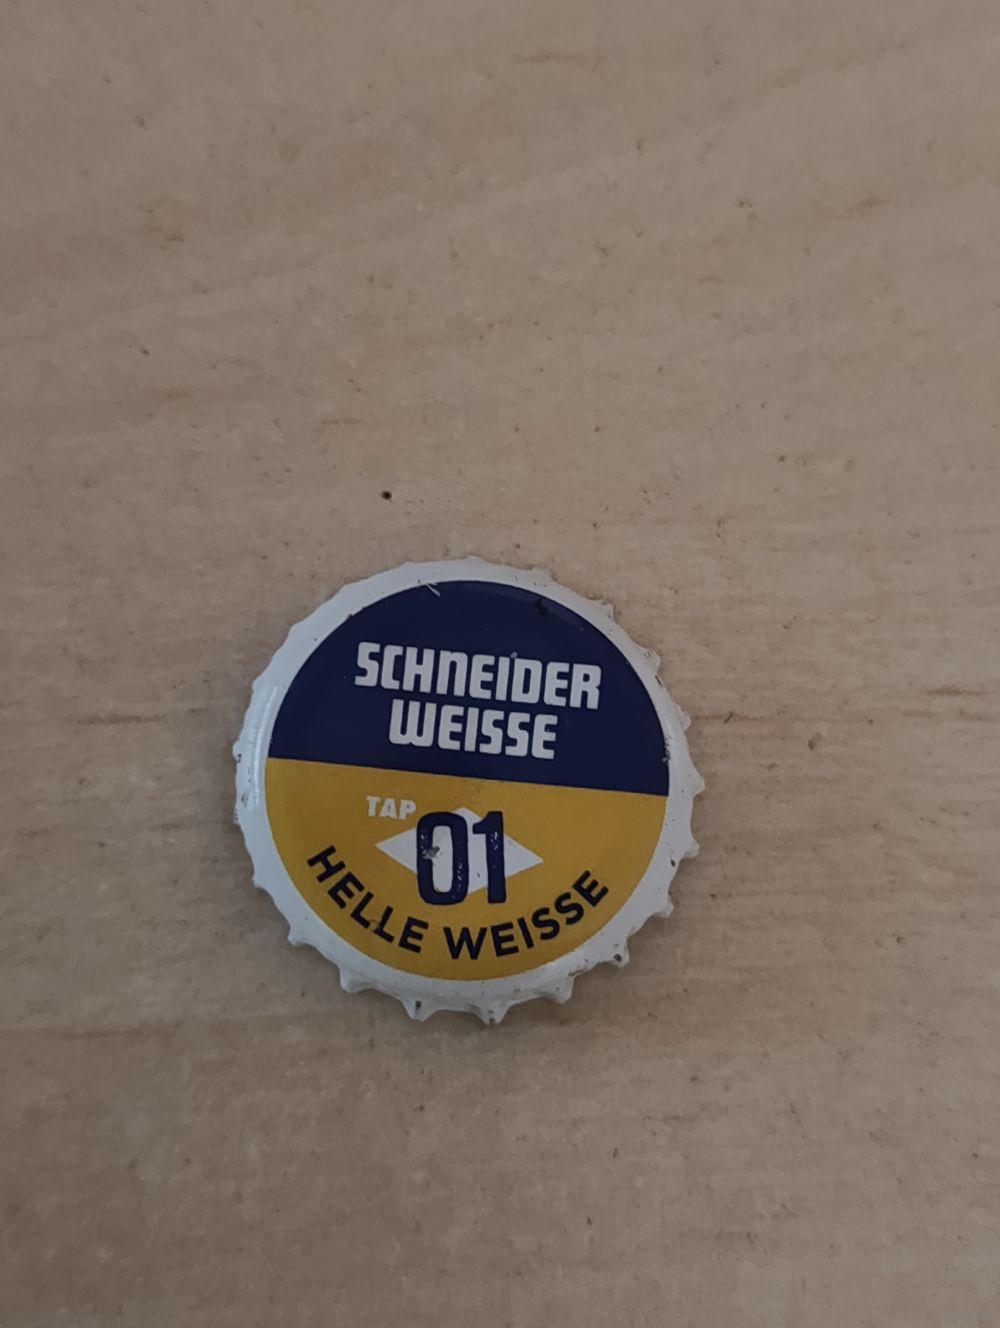 SCHNEIDER
WEISSE
TAP
01
HELLE WEISSE